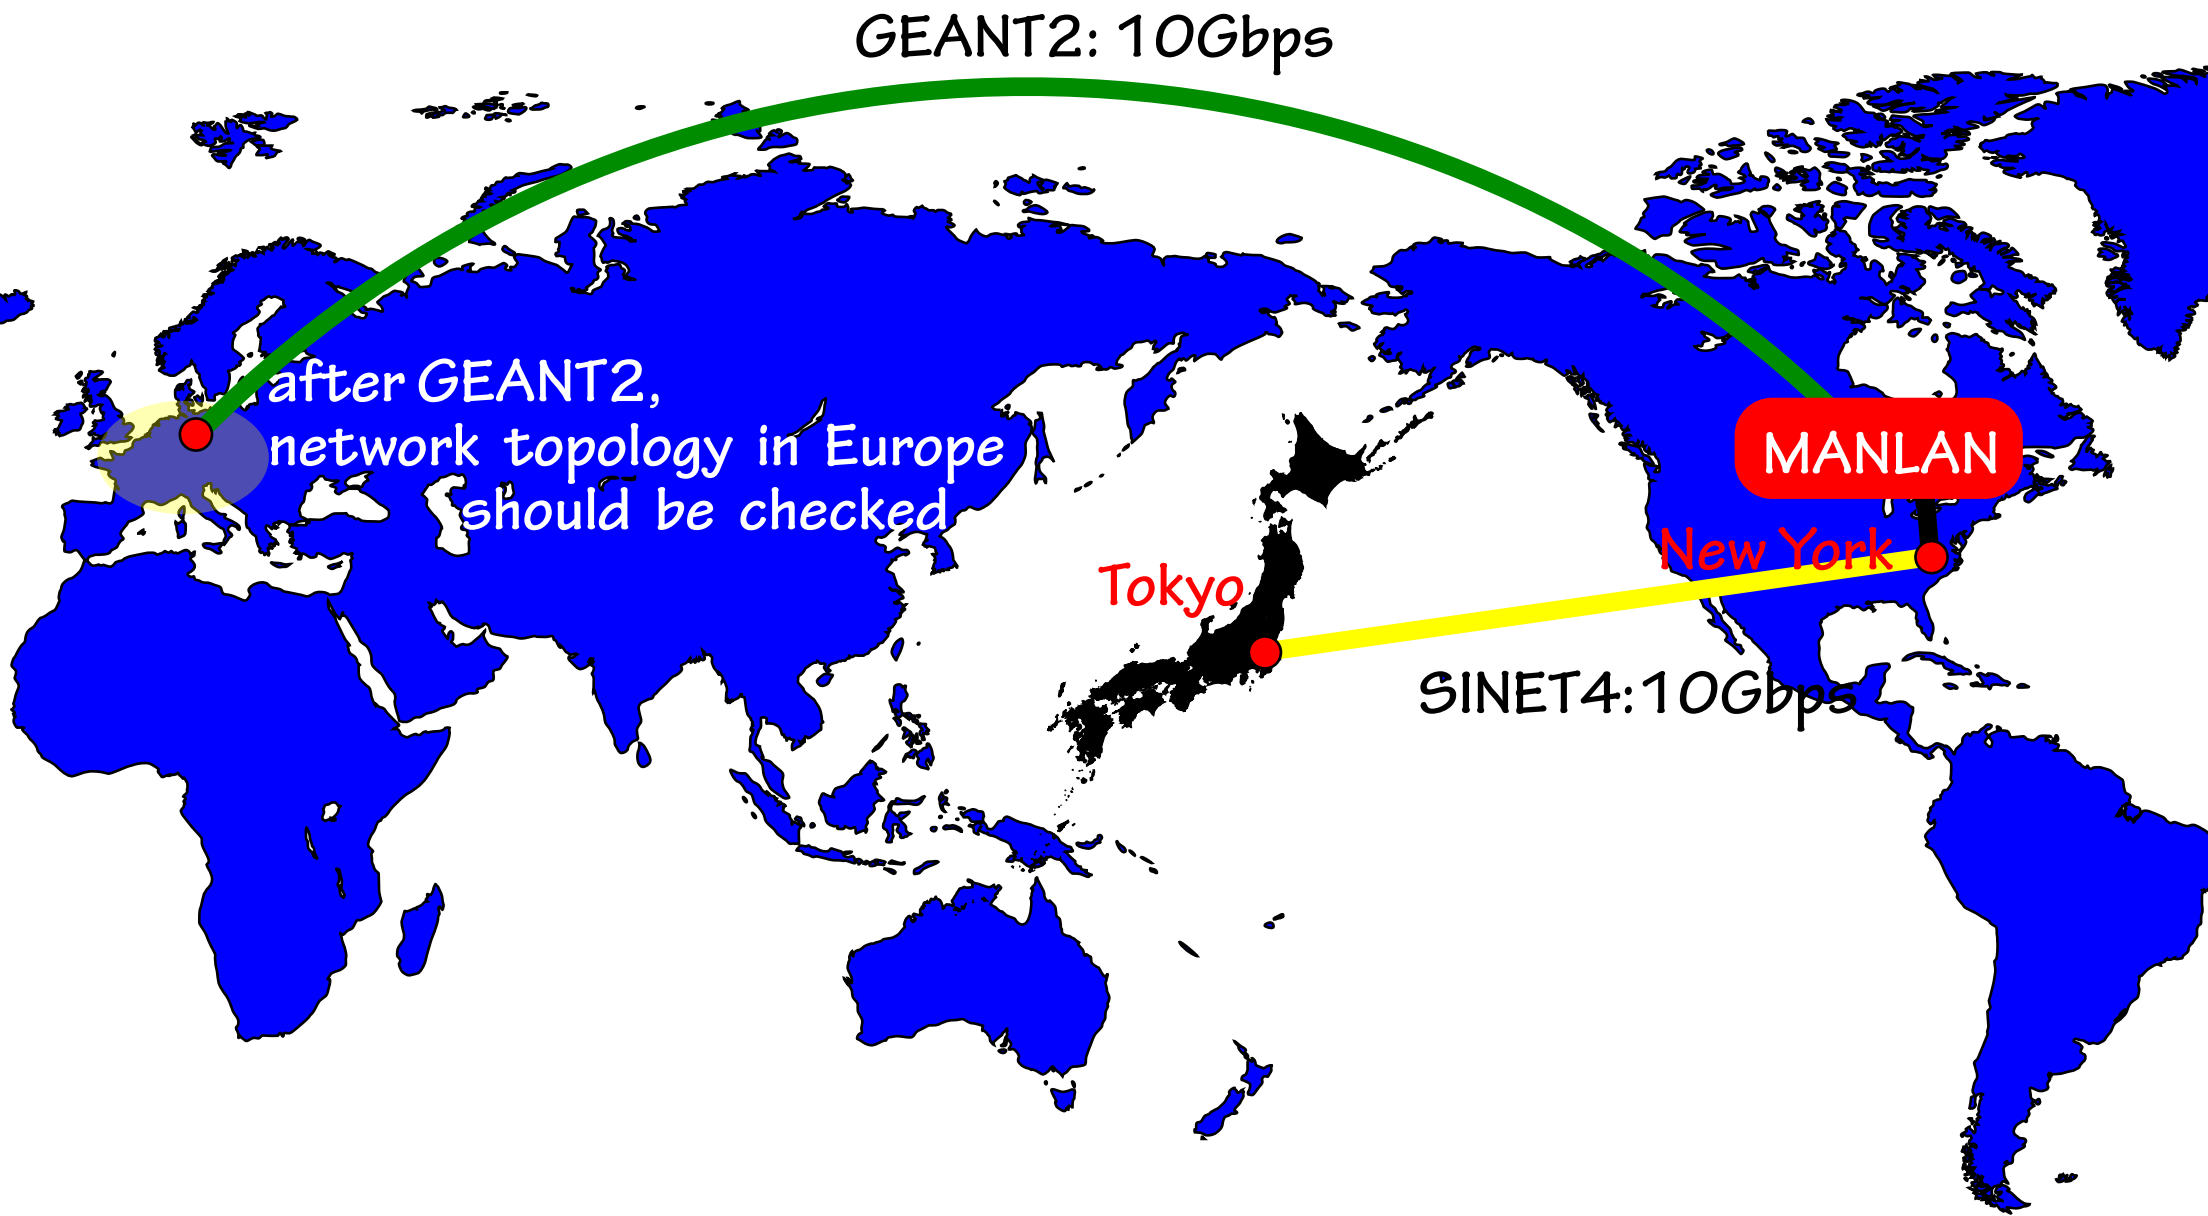 GEANT2: 10Gbps
after GEANT2,
network topology in Europe
should be checked
MANLAN
New York
Tokyo
SINET4:10Gbps